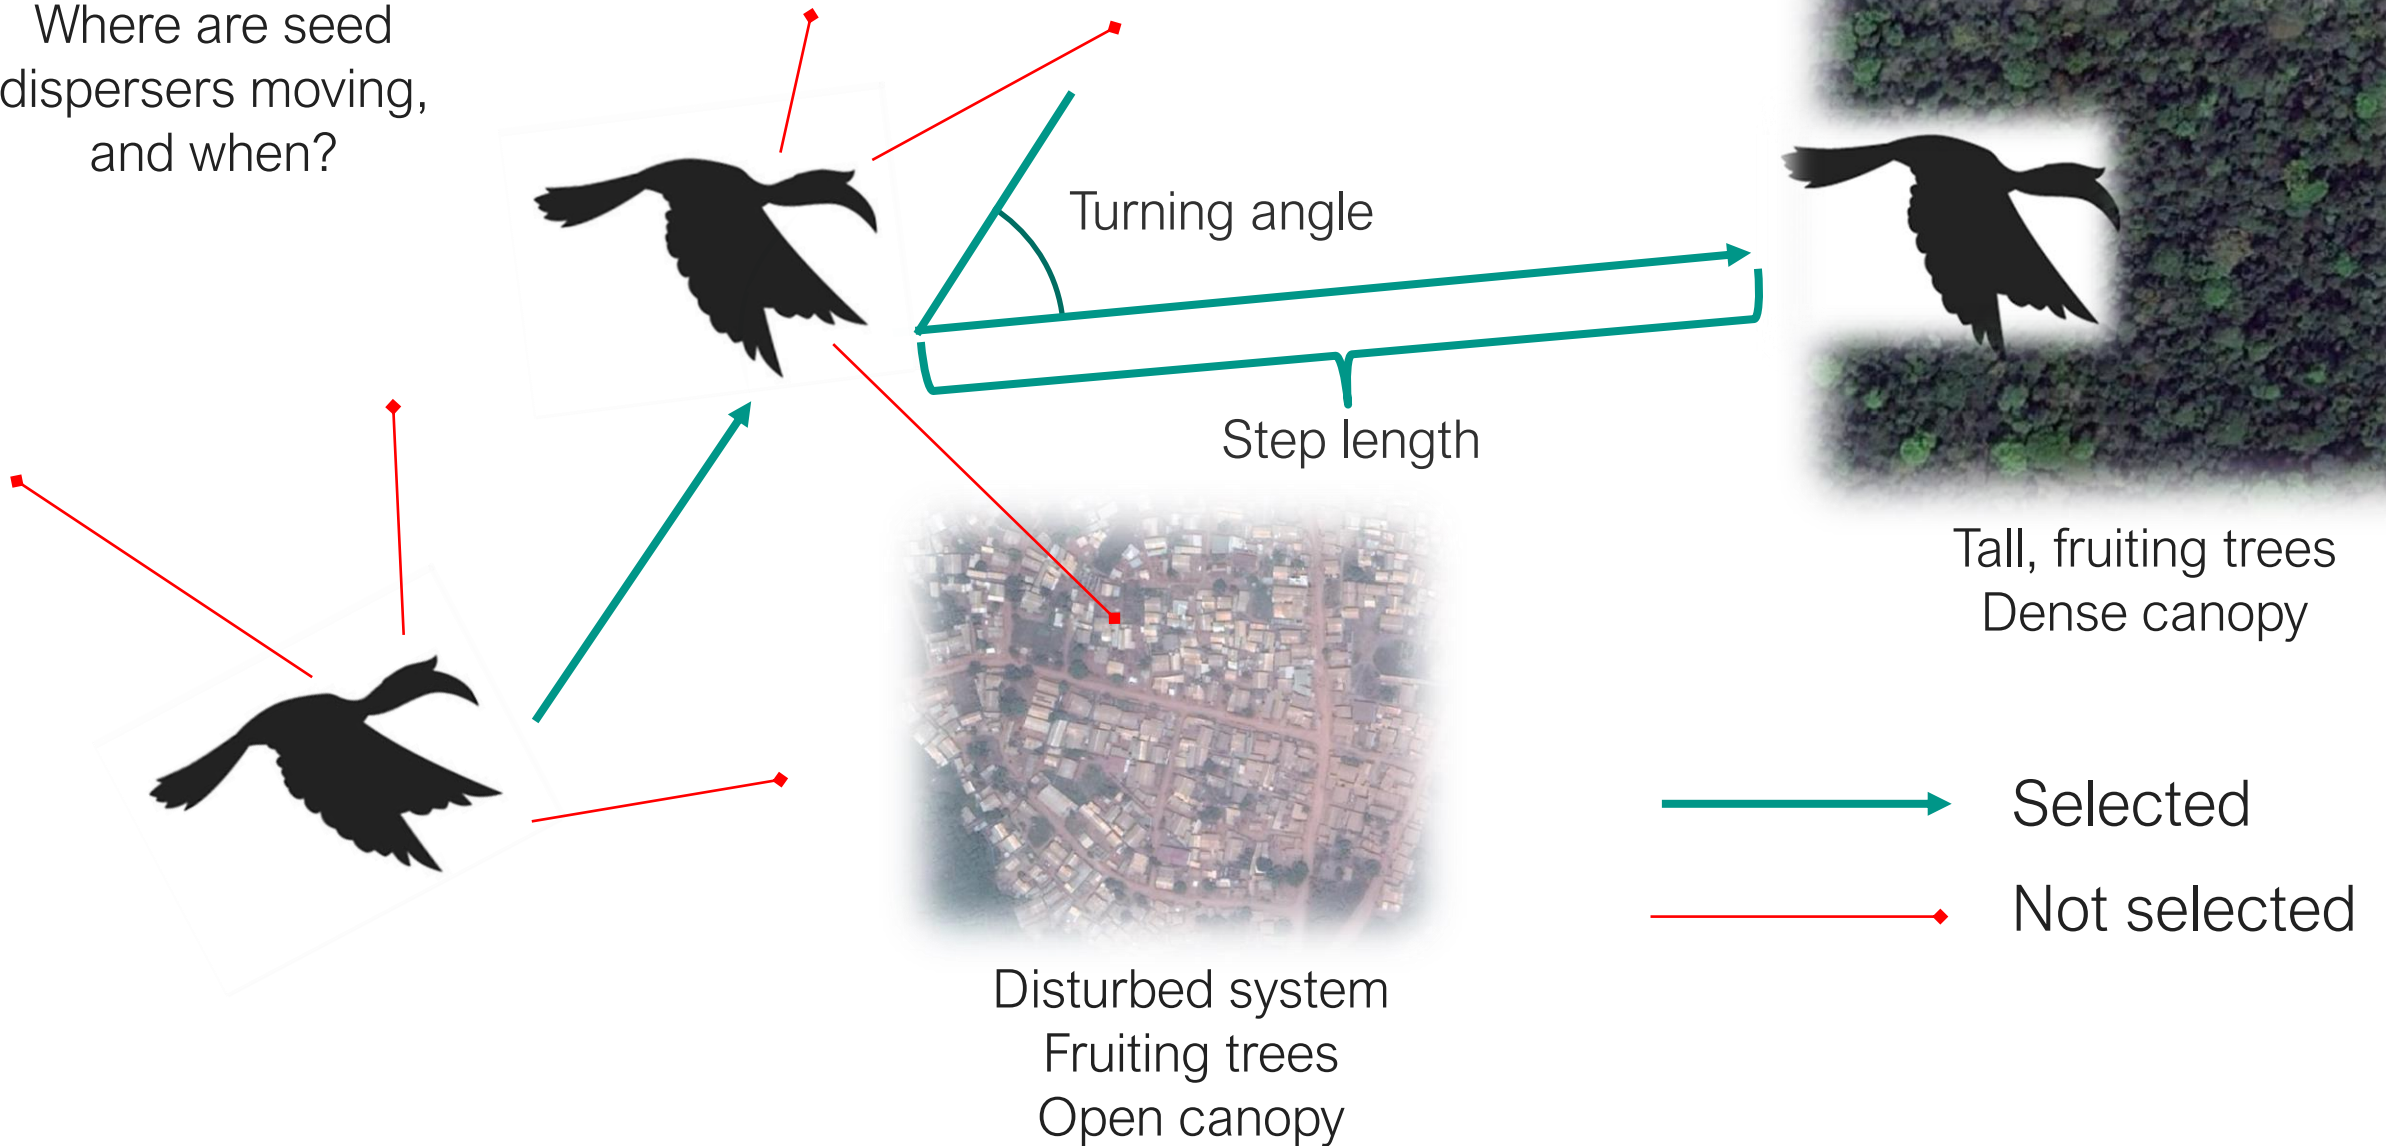 Where are seed
dispersers moving,
and when?
Turning angle
Step length
Tall, fruiting trees
Dense canopy
Selected
Not selected
Disturbed system
Fruiting trees
Open canopy